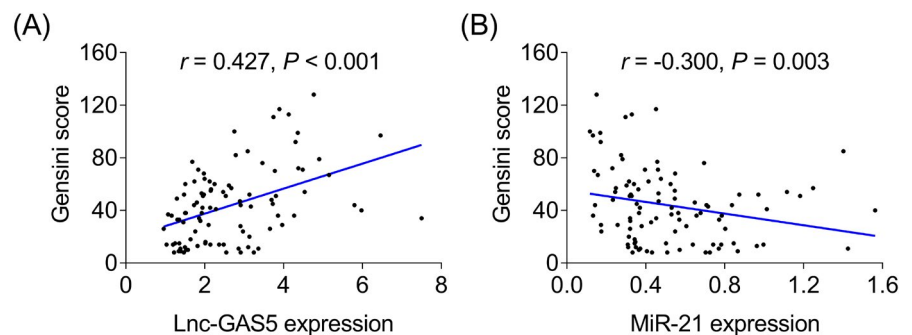 (A)
r = 0.427, P < 0.001
Gensini score
160
120
80
40
0
0 2 4 6 8
Lnc-GAS5 expression
(B)
r = -0.300, P = 0.003
Gensini score
160
120
80
40
0
0.0 0.4 0.8 1.2 1.6
MiR-21 expression